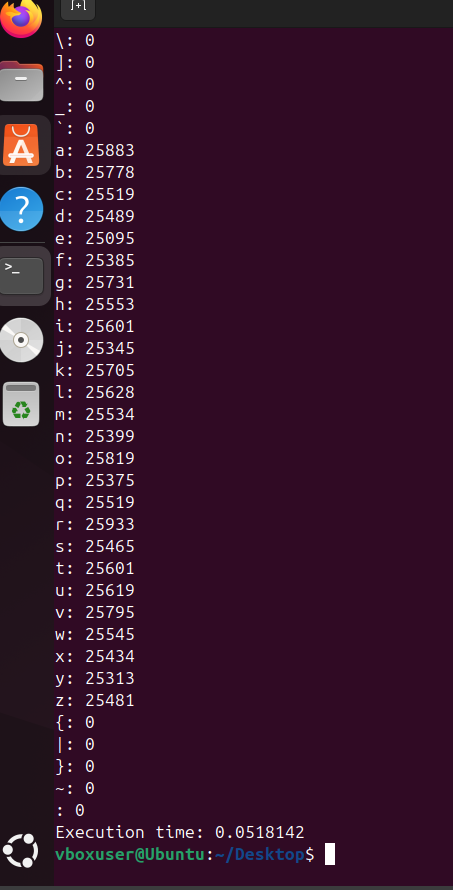 \: 0
]: 0
^: 0
_: 0
`: 0
a: 25883
b: 25778
c: 25519
d: 25489
e: 25095
f: 25385
g: 25731
h: 25553
i: 25601
j: 25345
k: 25705
l: 25628
m: 25534
n: 25399
o: 25819
p: 25375
q: 25519
r: 25933
s: 25465
t: 25601
u: 25619
v: 25795
w: 25545
x: 25434
y: 25313
z: 25481
{: 0
|: 0
}: 0
~: 0
: 0
Execution time: 0.0518142
vboxuser@Ubuntu:~/Desktop$